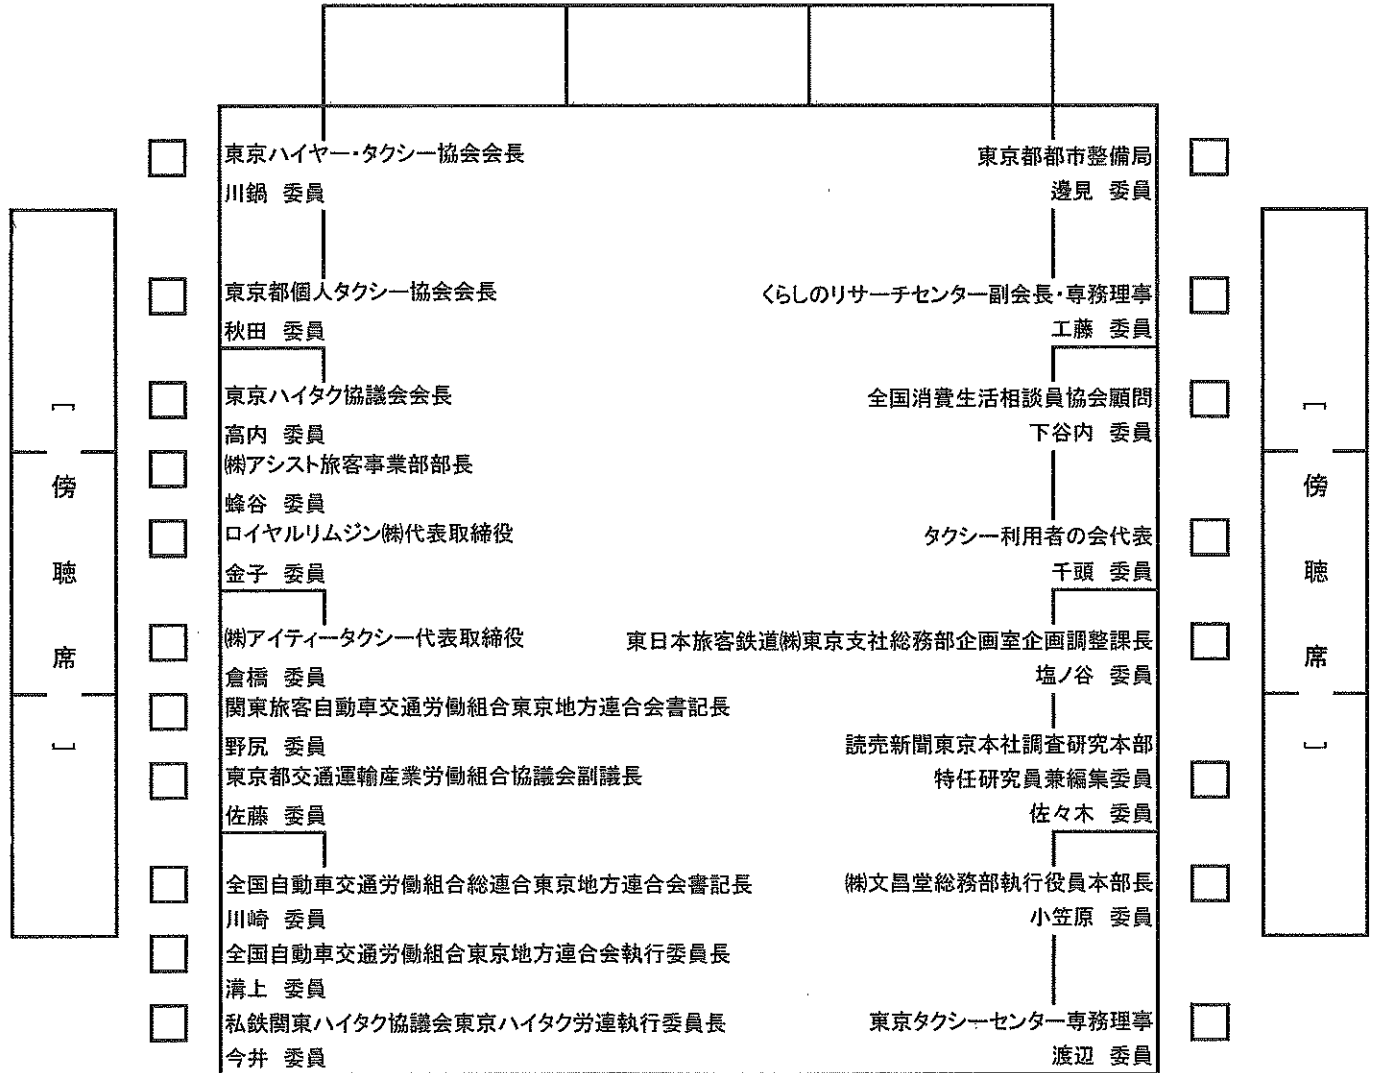 東京ハイヤー・タクシー協会会長
川鍋 委員
東京都個人タクシー協会会長
秋田 委員
東京ハイタク協議会会長
高内 委員
㈱アシスト旅客事業部部長
蜂谷 委員
ロイヤルリムジン㈱代表取締役
金子 委員
㈱アイティータクシー代表取締役
倉橋 委員
関東旅客自動車交通労働組合東京地方連合会書記長
野尻 委員
東京都交通運輸産業労働組合協議会副議長
佐藤 委員
全国自動車交通労働組合総連合東京地方連合会書記長
川崎 委員
全国自動車交通労働組合東京地方連合会執行委員長
溝上 委員
私鉄関東ハイタク協議会東京ハイタク労連執行委員長
今井 委員
東京都都市整備局
邊見 委員
くらしのリサーチセンター副会長・専務理事
工藤 委員
全国消費生活相談員協会顧問
下谷内 委員
タクシー利用者の会代表
千頭 委員
東日本旅客鉄道㈱東京支社総務部企画室企画調整課長
塩ノ谷 委員
読売新聞東京本社調査研究本部
特任研究員兼編集委員
佐々木 委員
㈱文昌堂総務部執行役員本部長
小笠原 委員
東京タクシーセンター専務理事
渡辺 委員
[傍聴席]
[傍聴席]